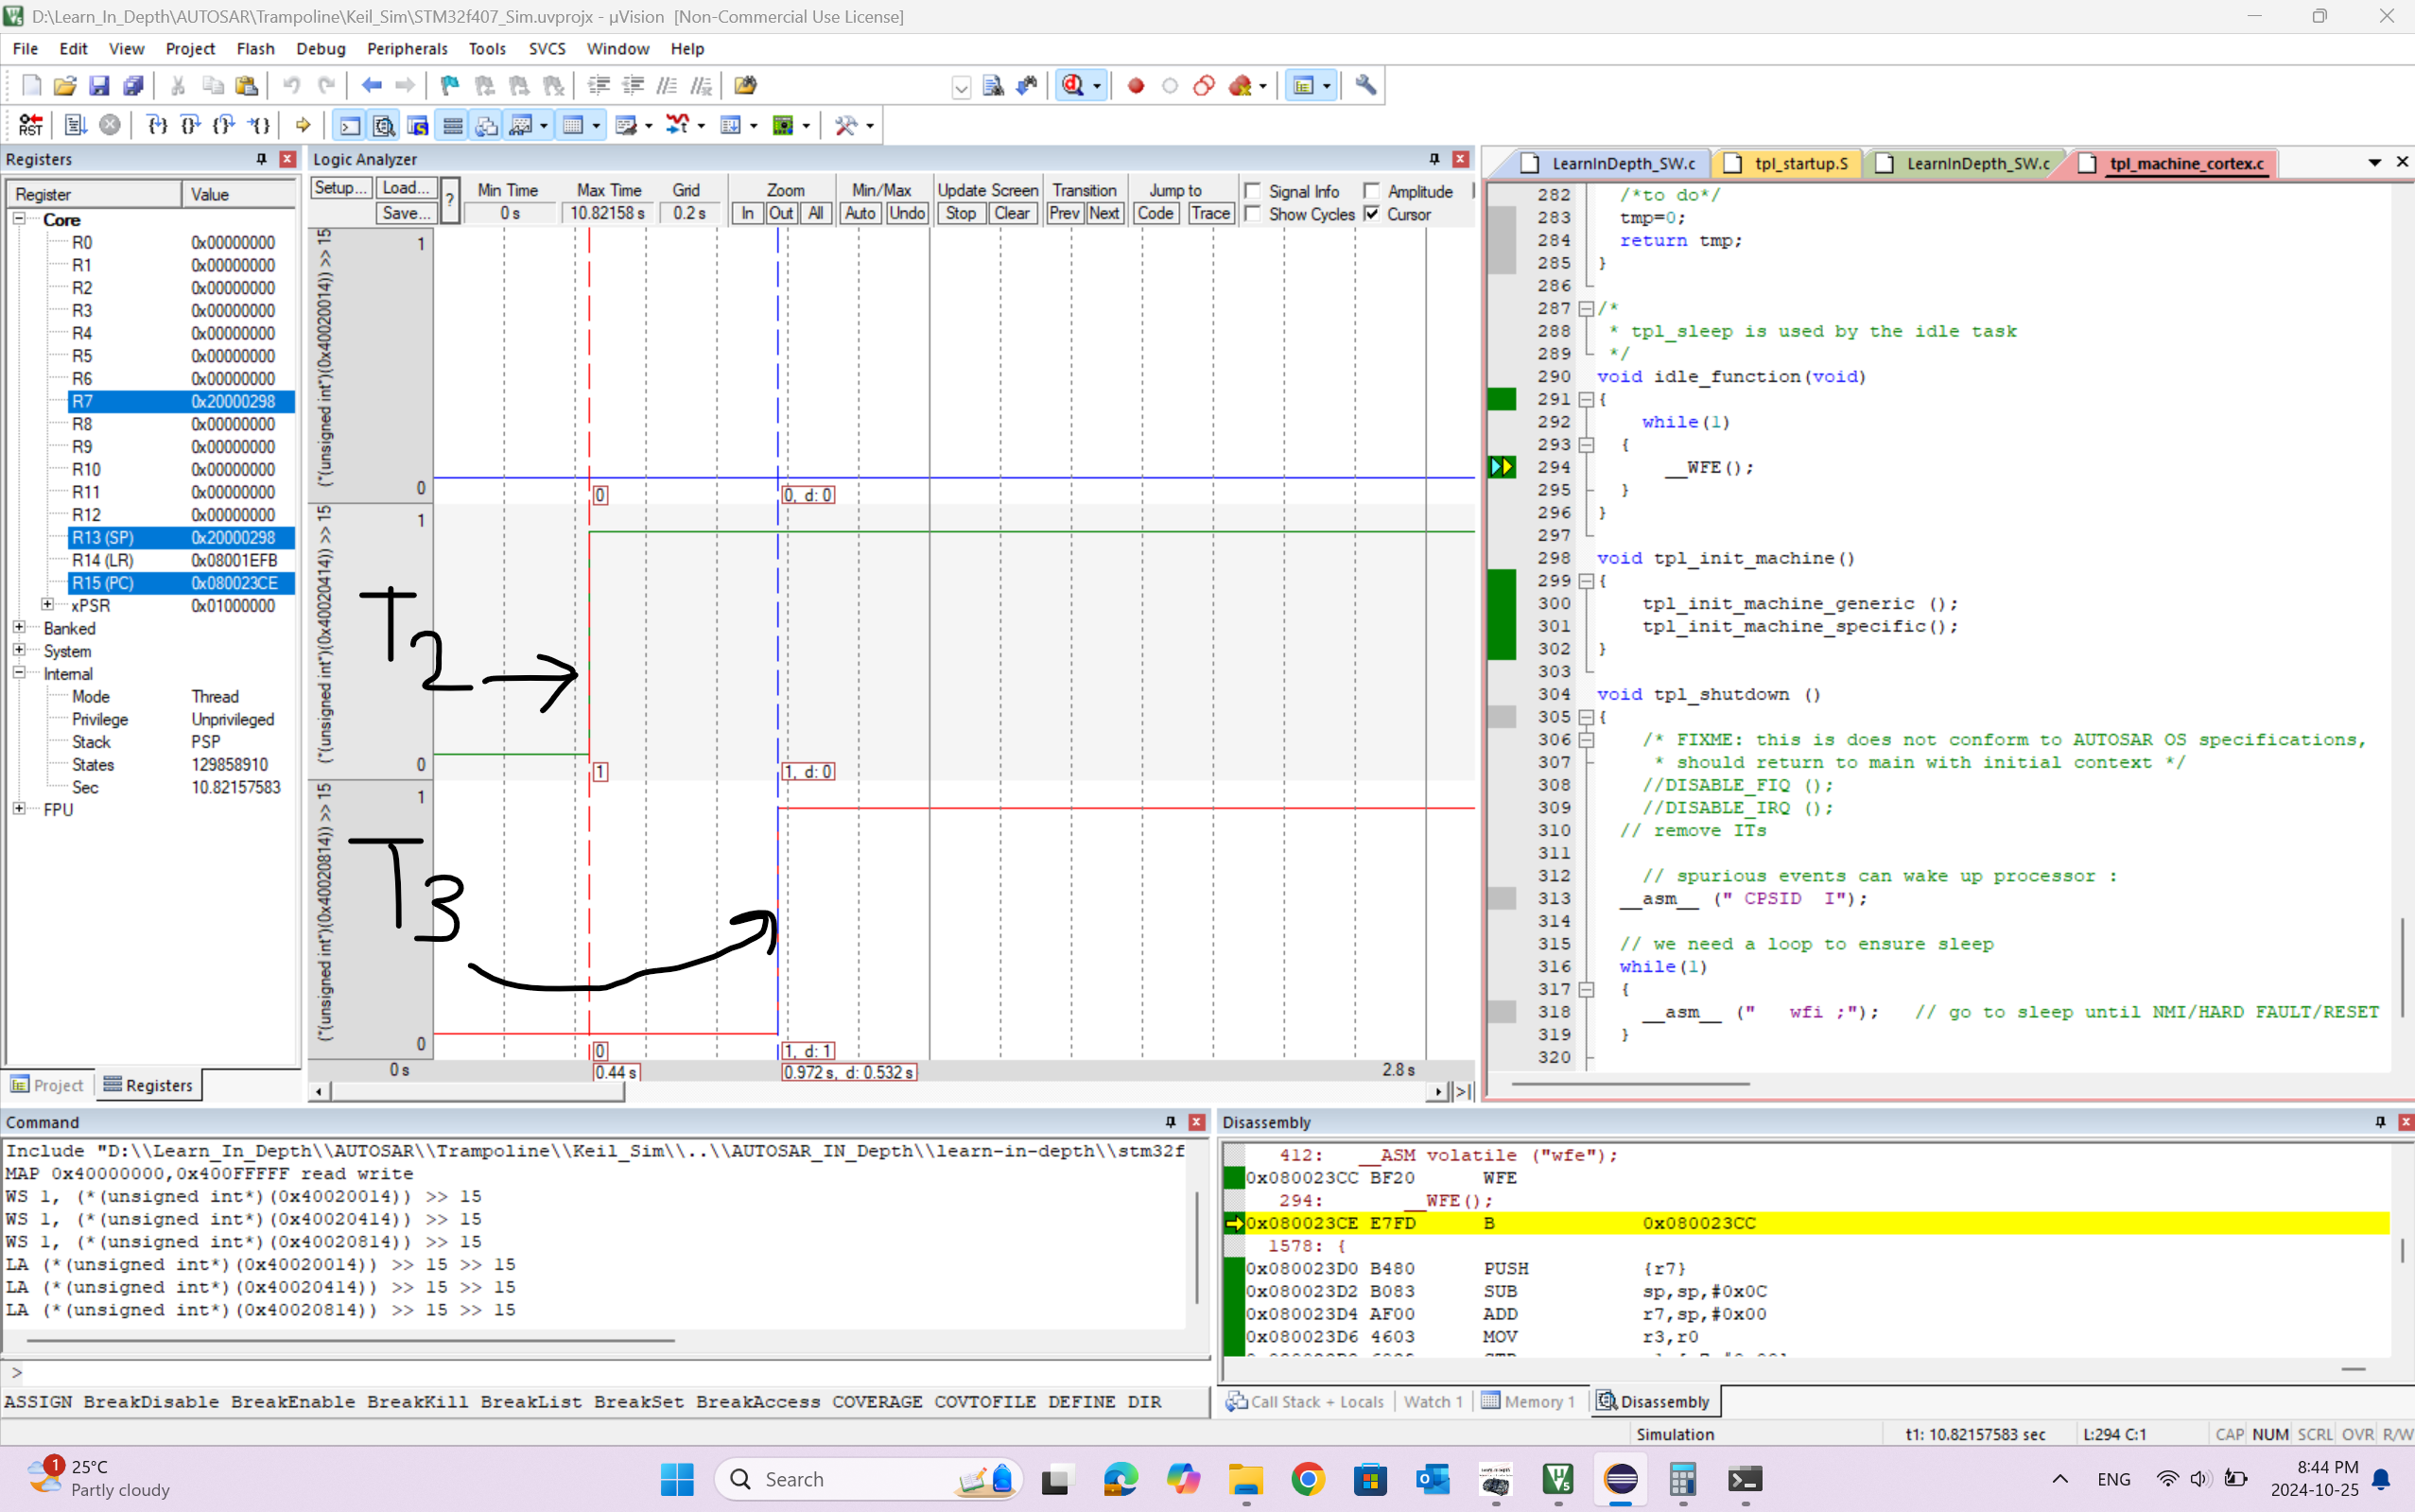 D:\Learn_In_Depth\AUTOSAR\Trampoline\Keil_Sim\STM32f407_Sim.uvprojx - µVision  [Non-Commercial Use License]
File Edit View Project Flash Debug Peripherals Tools SVCS Window Help
RST
Registers
Register Value
Core
R0 0x00000000
R1 0x00000000
R2 0x00000000
R3 0x00000000
R4 0x00000000
R5 0x00000000
R6 0x00000000
R7 0x20000298
R8 0x00000000
R9 0x00000000
R10 0x00000000
R11 0x00000000
R12 0x00000000
R13 (SP) 0x20000298
R14 (LR) 0x08001EFB
R15 (PC) 0x080023CE
xPSR 0x01000000
Banked
System
Internal
Mode Thread
Privilege Unprivileged
Stack PSP
States 129858910
Sec 10.82157583
FPU
Project Registers
Logic Analyzer
Setup... Load... ? Min Time Max Time Grid Zoom Min/Max Update Screen Transition Jump to Signal Info Amplitude
Save... 0 s 10.82158 s 0.2 s In Out All Auto Undo Stop Clear Prev Next Code Trace Show Cycles Cursor
(*(unsigned int*)(0x40020014)) >> 15
1
0
0
0, d: 0
(*(unsigned int*)(0x40020414)) >> 15
1
0
1
1, d: 0
T2
(*(unsigned int*)(0x40020814)) >> 15
1
0
0
1, d: 1
T3
0 s 0.44 s 0.972 s, d: 0.532 s 2.8 s
>|
LearnInDepth_SW.c tpl_startup.S LearnInDepth_SW.c tpl_machine_cortex.c
282 /*to do*/
283 tmp=0;
284 return tmp;
285 }
286
287 /*
288 * tpl_sleep is used by the idle task
289 */
290 void idle_function(void)
291 {
292 while(1)
293 {
294 __WFE();
295 }
296 }
297
298 void tpl_init_machine()
299 {
300 tpl_init_machine_generic ();
301 tpl_init_machine_specific();
302 }
303
304 void tpl_shutdown ()
305 {
306 /* FIXME: this is does not conform to AUTOSAR OS specifications,
307 * should return to main with initial context */
308 //DISABLE_FIQ ();
309 //DISABLE_IRQ ();
310 // remove ITs
311
312 // spurious events can wake up processor :
313 __asm__ (" CPSID  I");
314
315 // we need a loop to ensure sleep
316 while(1)
317 {
318 __asm__ ("   wfi ;");   // go to sleep until NMI/HARD FAULT/RESET
319 }
320
Command
Include "D:\\Learn_In_Depth\\AUTOSAR\\Trampoline\\Keil_Sim\\..\\AUTOSAR_IN_Depth\\learn-in-depth\\stm32f
MAP 0x40000000,0x400FFFFF read write
WS 1, (*(unsigned int*)(0x40020014)) >> 15
WS 1, (*(unsigned int*)(0x40020414)) >> 15
WS 1, (*(unsigned int*)(0x40020814)) >> 15
LA (*(unsigned int*)(0x40020014)) >> 15 >> 15
LA (*(unsigned int*)(0x40020414)) >> 15 >> 15
LA (*(unsigned int*)(0x40020814)) >> 15 >> 15
>
ASSIGN BreakDisable BreakEnable BreakKill BreakList BreakSet BreakAccess COVERAGE COVTOFILE DEFINE DIR
Disassembly
412: __ASM volatile ("wfe");
0x080023CC BF20 WFE
294: __WFE();
0x080023CE E7FD B 0x080023CC
1578: {
0x080023D0 B480 PUSH {r7}
0x080023D2 B083 SUB sp,sp,#0x0C
0x080023D4 AF00 ADD r7,sp,#0x00
0x080023D6 4603 MOV r3,r0
Call Stack + Locals Watch 1 Memory 1 Disassembly
Simulation t1: 10.82157583 sec L:294 C:1 CAP NUM SCRL OVR R/W
1 25°C
Partly cloudy
Search
ENG
8:44 PM
2024-10-25